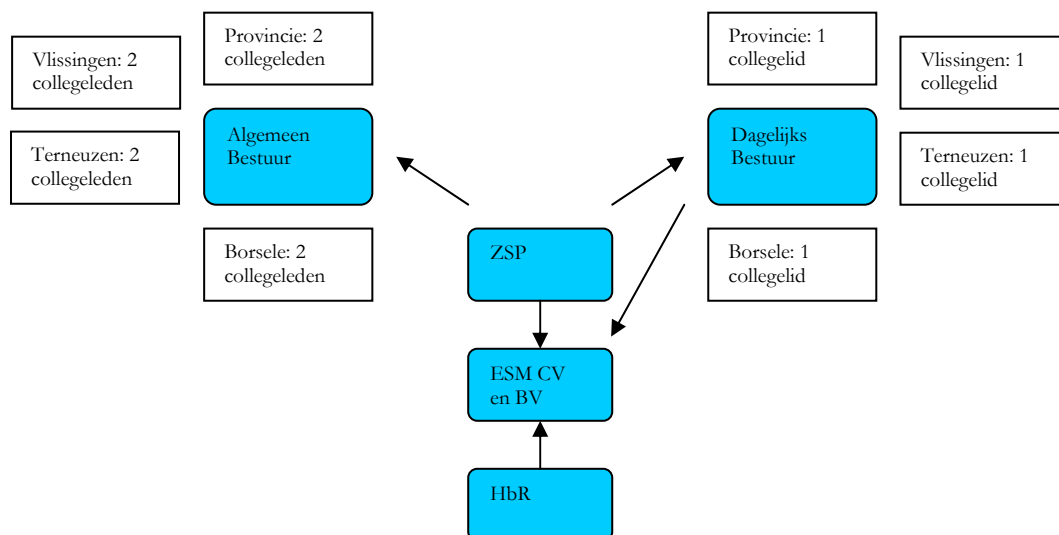 Provincie: 2
collegeleden
Vlissingen: 2
collegeleden
Algemeen
Bestuur
Terneuzen: 2
collegeleden
Borsele: 2
collegeleden
Provincie: 1
collegelid
Vlissingen: 1
collegelid
Dagelijks
Bestuur
Terneuzen: 1
collegelid
Borsele: 1
collegelid
ZSP
ESM CV
en BV
HbR